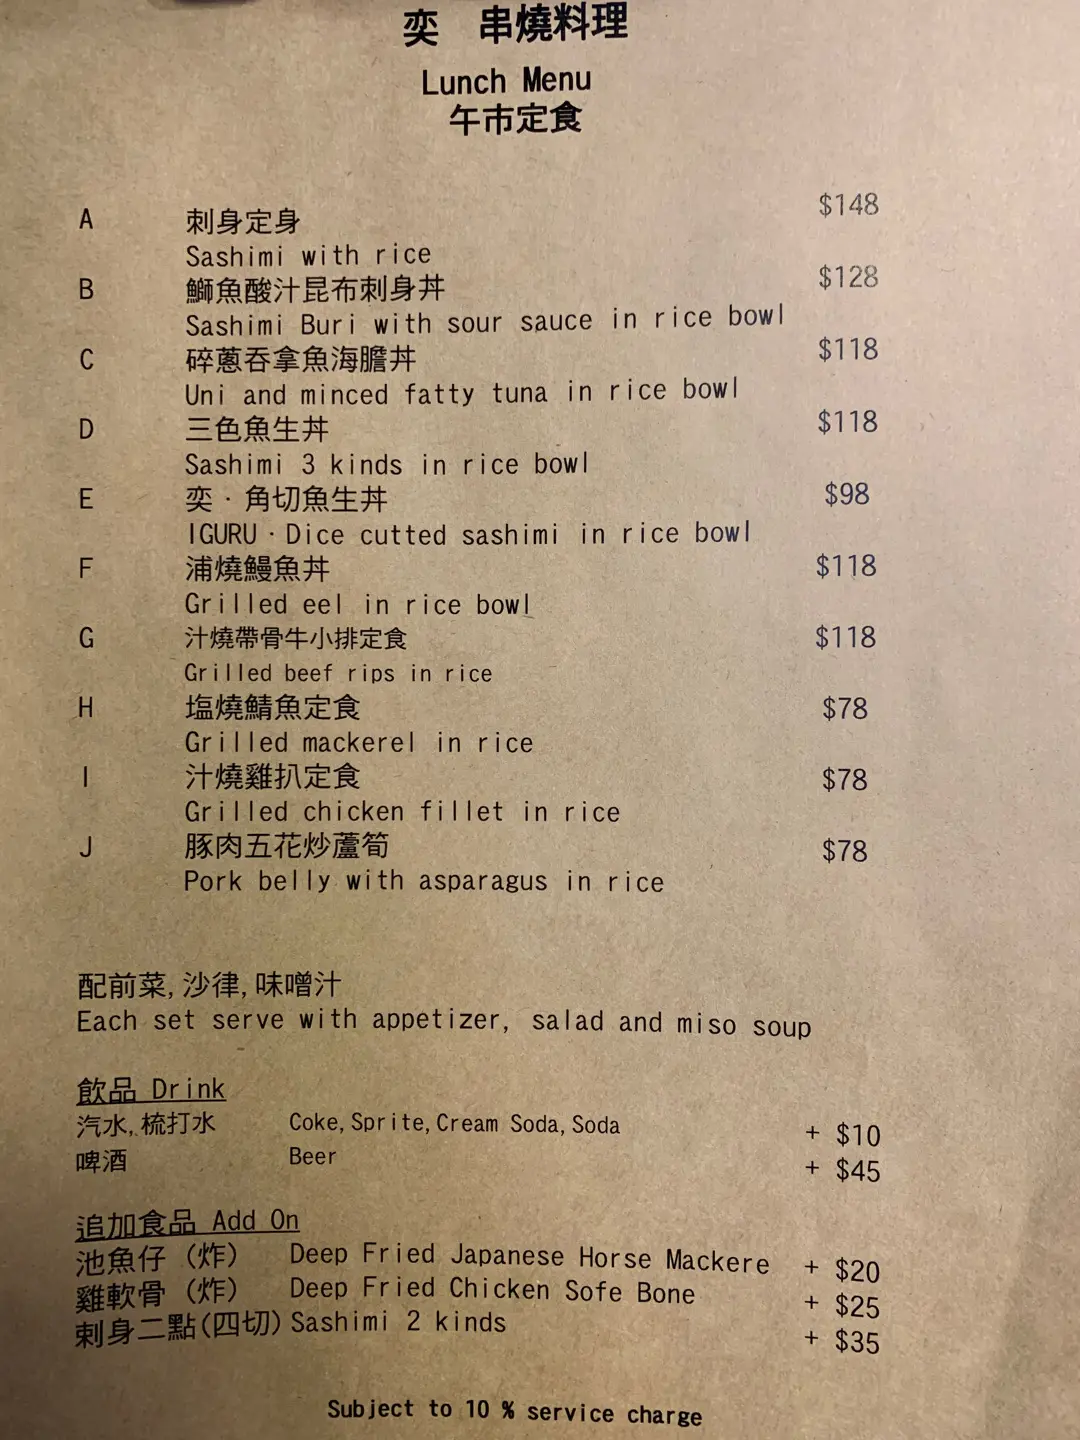 奕 串燒料理
Lunch Menu
午市定食
A 刺身定身 $148
Sashimi with rice
B 鰤魚酸汁昆布刺身丼 $128
Sashimi Buri with sour sauce in rice bowl
C 碎蔥吞拿魚海膽丼 $118
Uni and minced fatty tuna in rice bowl
D 三色魚生丼 $118
Sashimi 3 kinds in rice bowl
E 奕·角切魚生丼 $98
IGURU·Dice cutted sashimi in rice bowl
F 浦燒鰻魚丼 $118
Grilled eel in rice bowl
G 汁燒帶骨牛小排定食 $118
Grilled beef rips in rice
H 塩燒鯖魚定食 $78
Grilled mackerel in rice
I 汁燒雞扒定食 $78
Grilled chicken fillet in rice
J 豚肉五花炒蘆筍 $78
Pork belly with asparagus in rice
配前菜,沙律,味噌汁
Each set serve with appetizer, salad and miso soup
飲品 Drink
汽水,梳打水 Coke,Sprite,Cream Soda,Soda + $10
啤酒 Beer + $45
追加食品 Add On
池魚仔（炸） Deep Fried Japanese Horse Mackere + $20
雞軟骨（炸） Deep Fried Chicken Sofe Bone + $25
刺身二點(四切) Sashimi 2 kinds + $35
Subject to 10 % service charge